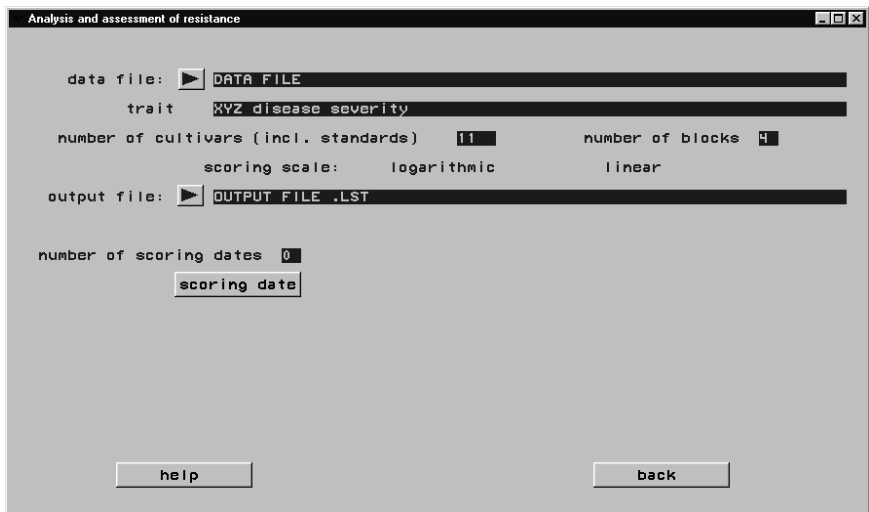 Analysis and assessment of resistance
data file: DATA FILE
trait XYZ disease severity
number of cultivars (incl. standards) 11 number of blocks 4
scoring scale: logarithmic linear
output file: OUTPUT FILE .LST
number of scoring dates 0
scoring date
help back